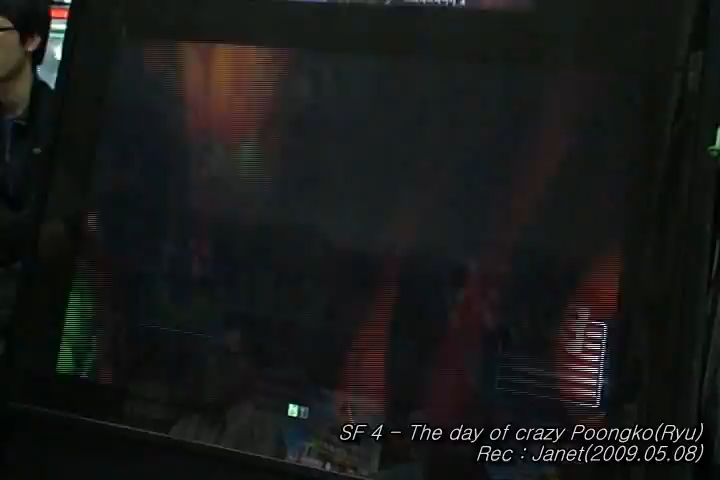 SF 4 - The day of crazy Poongko(Ryu)
Rec : Janet(2009.05.08)